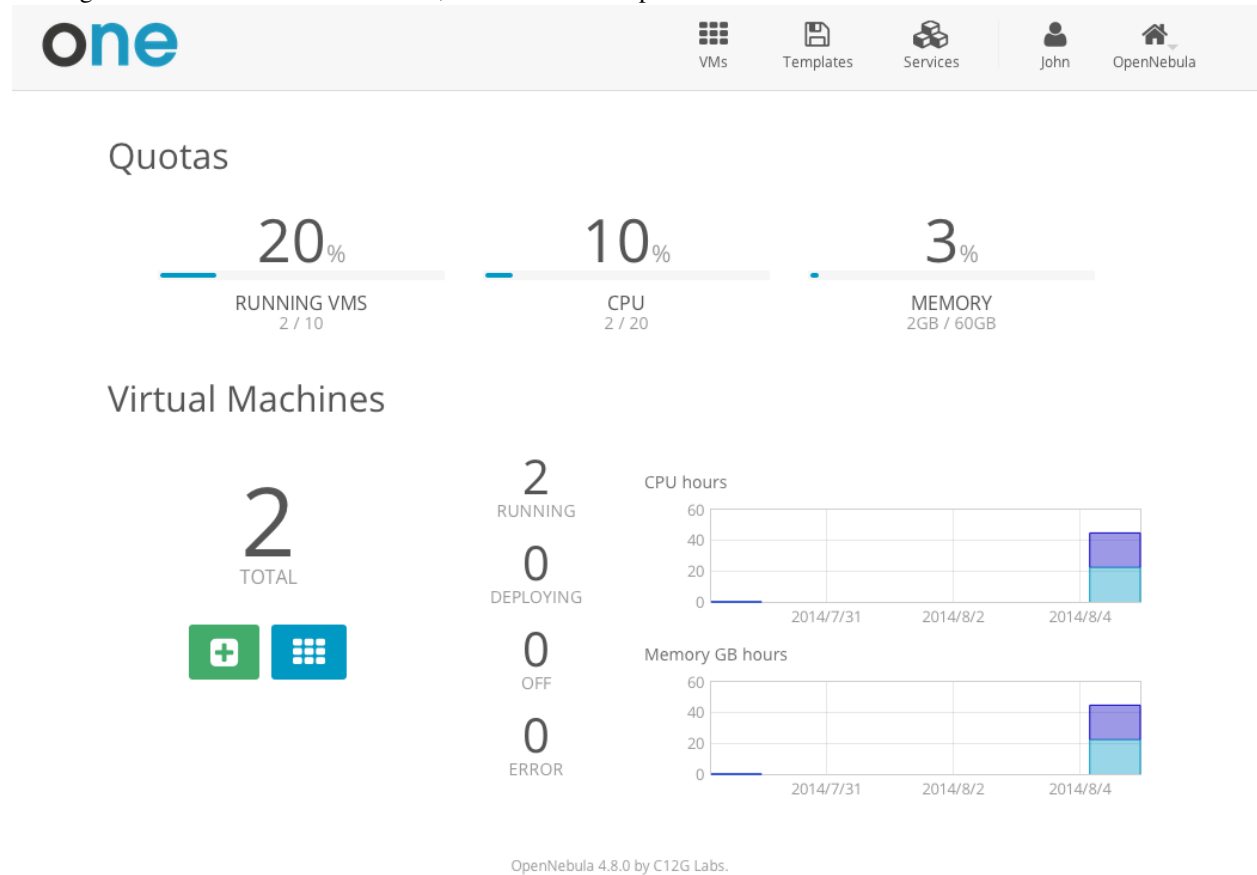 one
VMs
Templates
Services
John
OpenNebula
Quotas
20%
RUNNING VMS
2 / 10
10%
CPU
2 / 20
3%
MEMORY
2GB / 60GB
Virtual Machines
2
TOTAL
2
RUNNING
0
DEPLOYING
0
OFF
0
ERROR
CPU hours
60
40
20
0
2014/7/31 2014/8/2 2014/8/4
Memory GB hours
60
40
20
0
2014/7/31 2014/8/2 2014/8/4
OpenNebula 4.8.0 by C12G Labs.